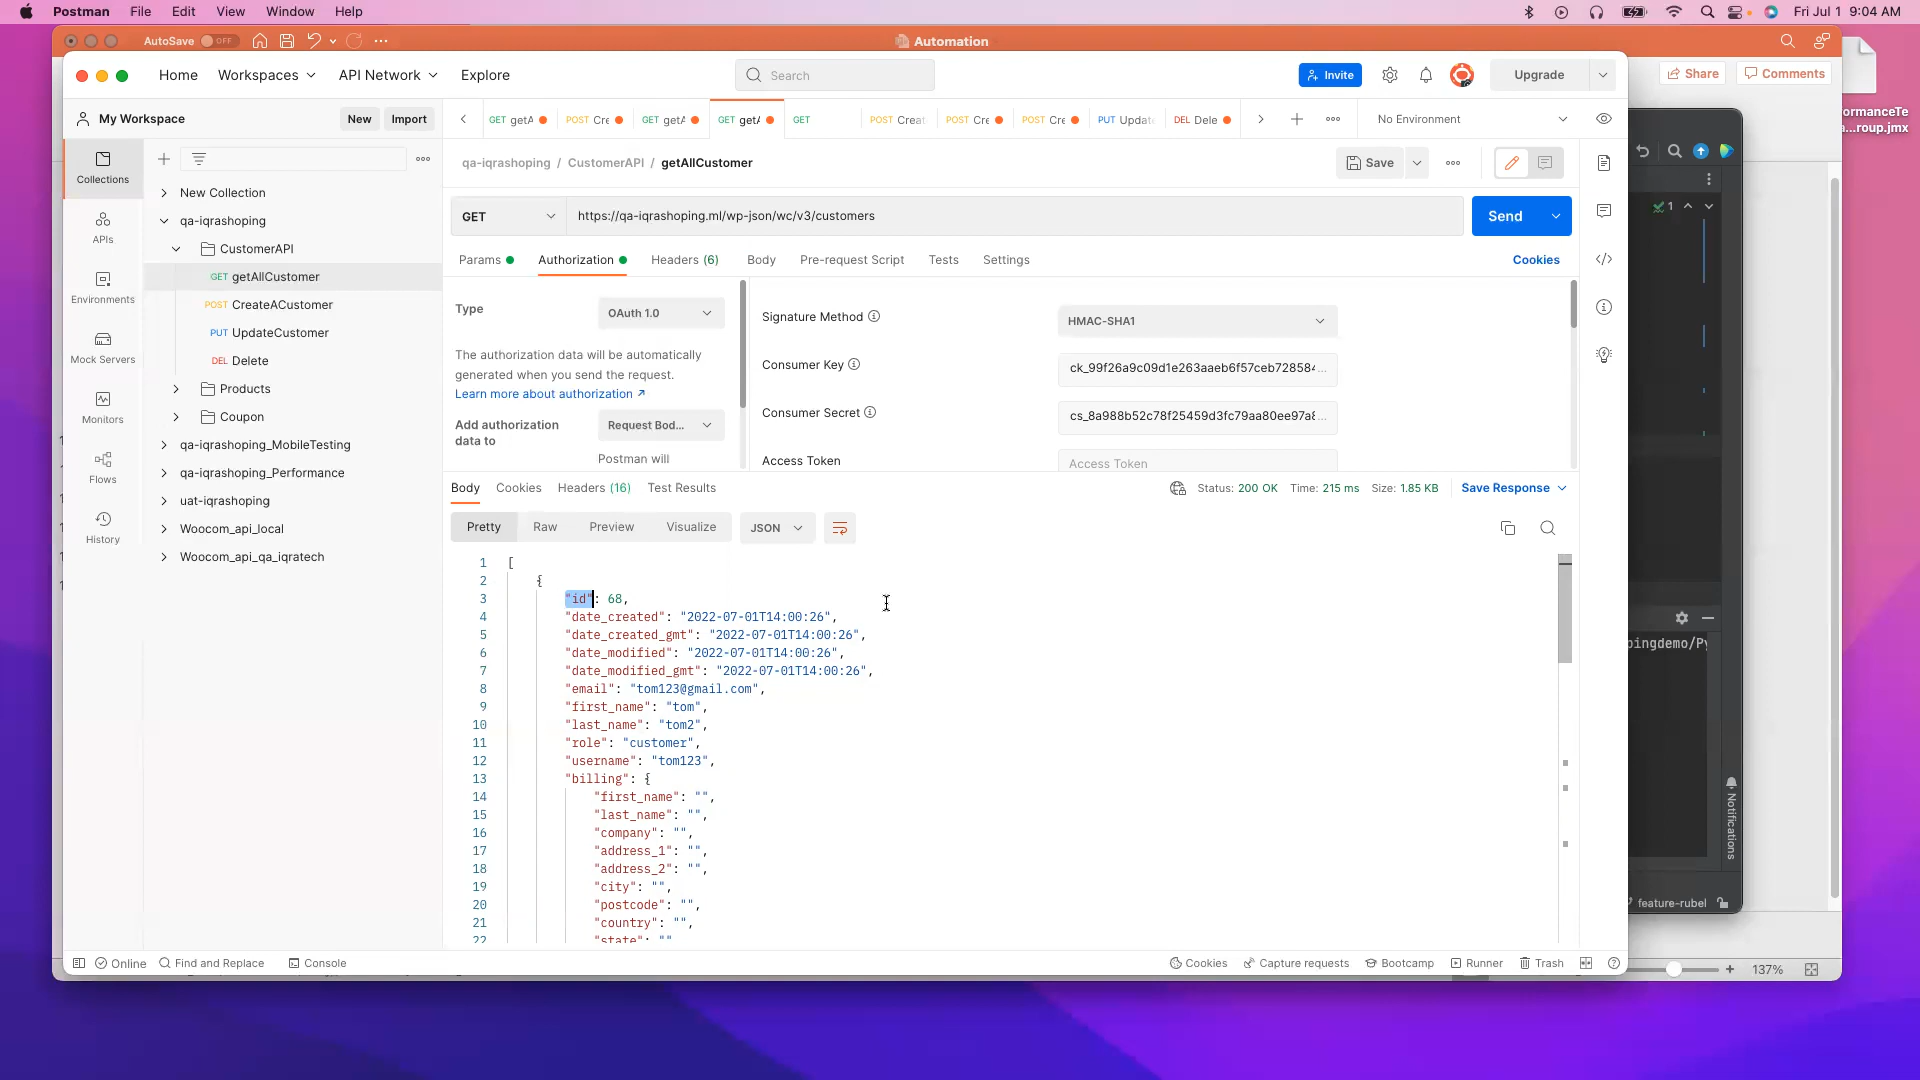 Postman File Edit View Window Help
Fri Jul 1 9:04 AM
AutoSave OFF
Automation
Share
Comments
Home Workspaces API Network Explore
Search
Invite
Upgrade
My Workspace
New Import
GET getA
POST Cre
GET getA
GET getA
GET
POST Creat
POST Cre
POST Cre
PUT Update
DEL Dele
No Environment
ormanceTe
a...roup.jmx
Collections
APIs
Environments
Mock Servers
Monitors
Flows
History
New Collection
qa-iqrashoping
CustomerAPI
GET getAllCustomer
POST CreateACustomer
PUT UpdateCustomer
DEL Delete
Products
Coupon
qa-iqrashoping_MobileTesting
qa-iqrashoping_Performance
uat-iqrashoping
Woocom_api_local
Woocom_api_qa_iqratech
qa-iqrashoping / CustomerAPI / getAllCustomer
Save
GET
https://qa-iqrashoping.ml/wp-json/wc/v3/customers
Send
Params Authorization Headers (6) Body Pre-request Script Tests Settings
Cookies
Type
OAuth 1.0
The authorization data will be automatically
generated when you send the request.
Learn more about authorization ↗
Add authorization
data to
Request Bod...
Postman will
Signature Method
HMAC-SHA1
Consumer Key
ck_99f26a9c09d1e263aaeb6f57ceb72858...
Consumer Secret
cs_8a988b52c78f25459d3fc79aa80ee97a...
Access Token
Access Token
Body Cookies Headers (16) Test Results
Status: 200 OK Time: 215 ms Size: 1.85 KB
Save Response
Pretty Raw Preview Visualize JSON
1 [
2 {
3 "id": 68,
4 "date_created": "2022-07-01T14:00:26",
5 "date_created_gmt": "2022-07-01T14:00:26",
6 "date_modified": "2022-07-01T14:00:26",
7 "date_modified_gmt": "2022-07-01T14:00:26",
8 "email": "tom123@gmail.com",
9 "first_name": "tom",
10 "last_name": "tom2",
11 "role": "customer",
12 "username": "tom123",
13 "billing": {
14 "first_name": "",
15 "last_name": "",
16 "company": "",
17 "address_1": "",
18 "address_2": "",
19 "city": "",
20 "postcode": "",
21 "country": "",
22 "state": ""
1
pingdemo/Py
Notifications
feature-rubel
Online Find and Replace Console
Cookies Capture requests Bootcamp Runner Trash
137%